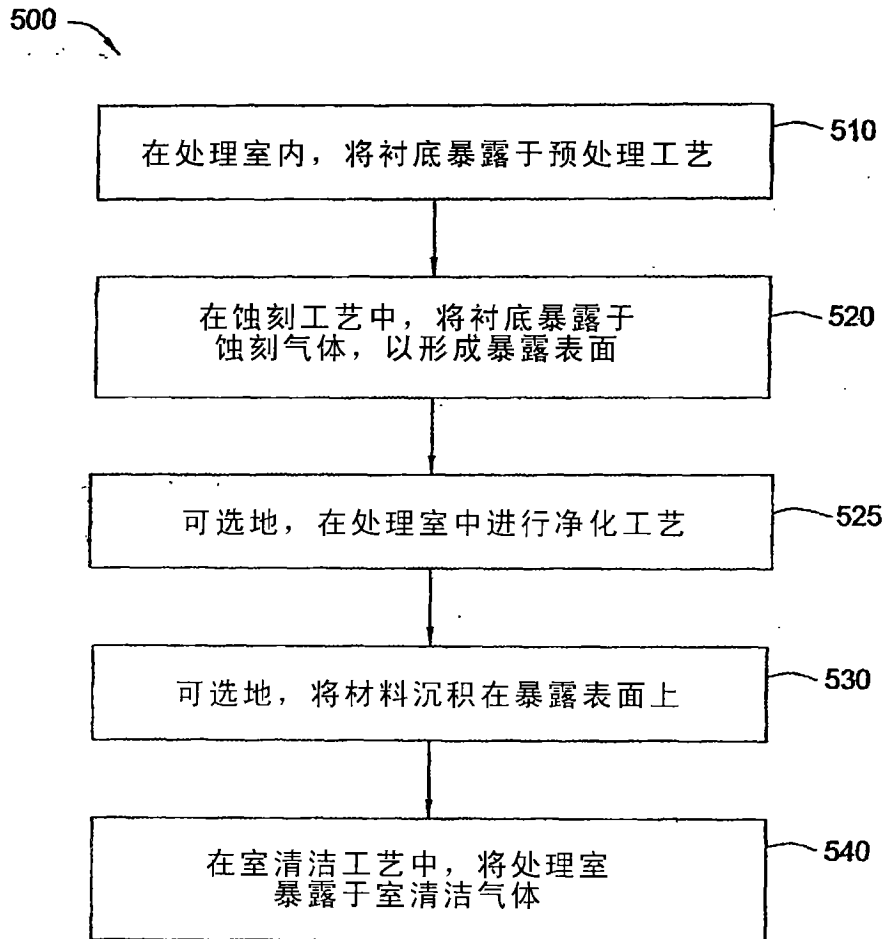 500
在处理室内，将衬底暴露于预处理工艺
510
在蚀刻工艺中，将衬底暴露于
蚀刻气体，以形成暴露表面
520
可选地，在处理室中进行净化工艺
525
可选地，将材料沉积在暴露表面上
530
在室清洁工艺中，将处理室
暴露于室清洁气体
540